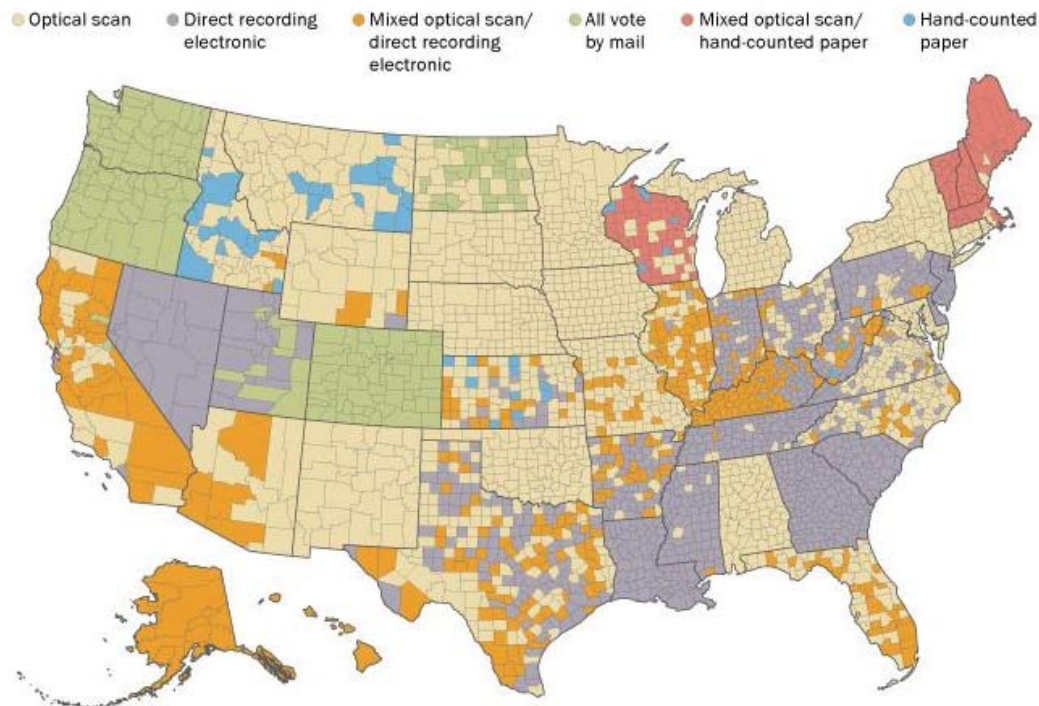 Optical scan
Direct recording
electronic
Mixed optical scan/
direct recording
electronic
All vote
by mail
Mixed optical scan/
hand-counted paper
Hand-counted
paper